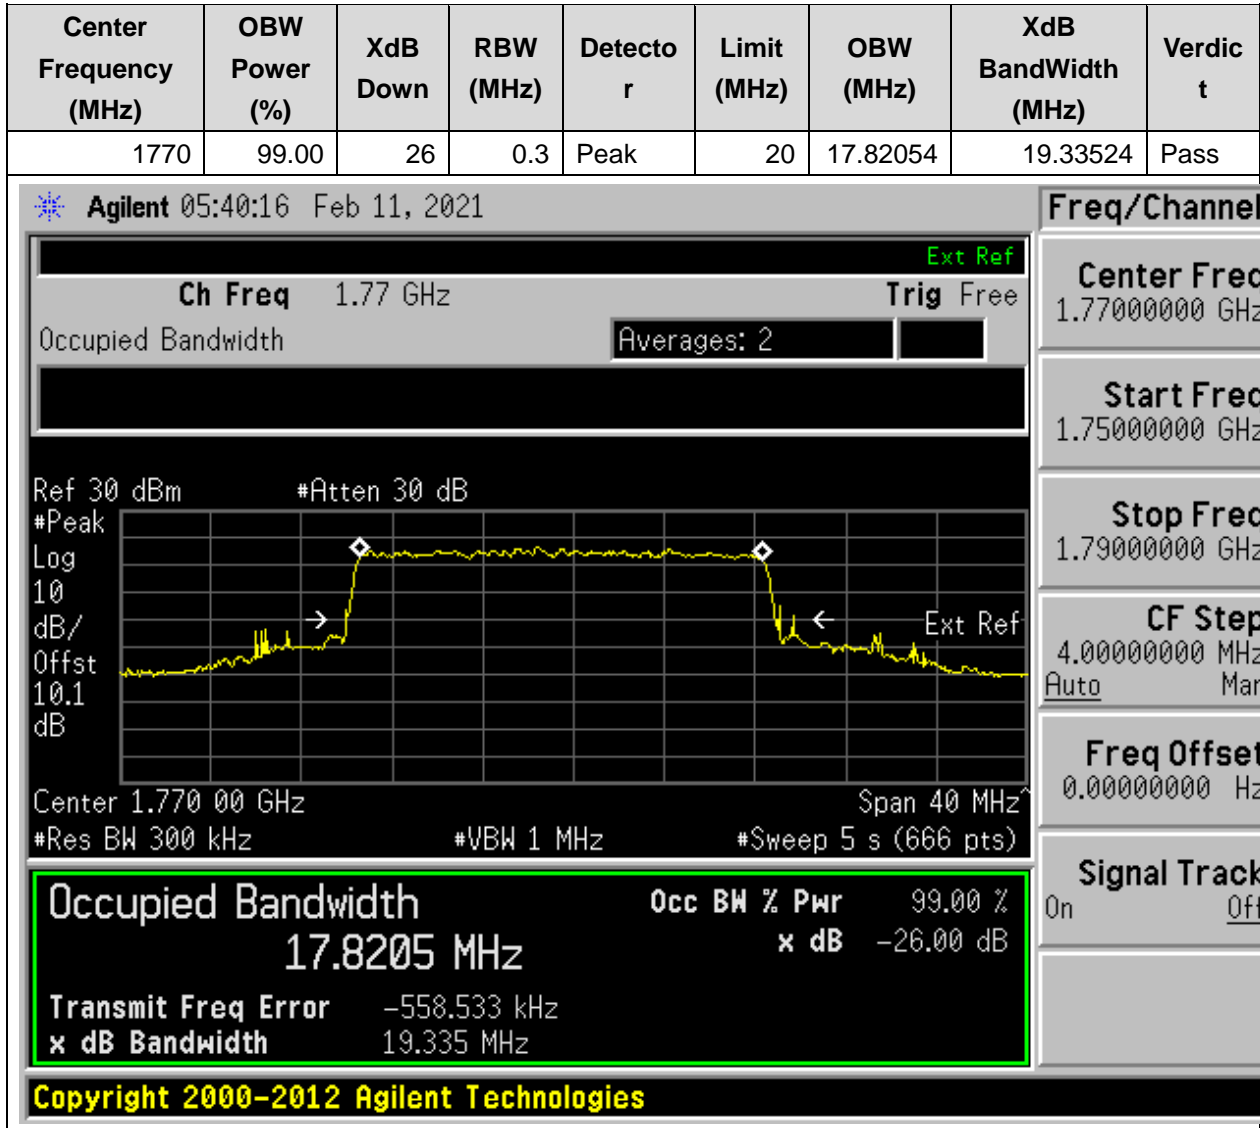 Center Frequency (MHz) OBW Power (%) XdB Down RBW (MHz) Detector Limit (MHz) OBW (MHz) XdB BandWidth (MHz) Verdict
1770 99.00 26 0.3 Peak 20 17.82054 19.33524 Pass
Agilent 05:40:16 Feb 11, 2021
Freq/Channel
Ext Ref
Ch Freq 1.77 GHz Trig Free
Occupied Bandwidth Averages: 2
Center Freq
1.77000000 GHz
Start Freq
1.75000000 GHz
Stop Freq
1.79000000 GHz
CF Step
4.00000000 MHz
Auto Man
Freq Offset
0.00000000 Hz
Signal Track
On Off
Ref 30 dBm #Atten 30 dB
#Peak
Log
10
dB/
Offst
10.1
dB
Ext Ref
Center 1.770 00 GHz Span 40 MHz^
#Res BW 300 kHz #VBW 1 MHz #Sweep 5 s (666 pts)
Occupied Bandwidth Occ BW % Pwr 99.00 %
17.8205 MHz x dB -26.00 dB
Transmit Freq Error -558.533 kHz
x dB Bandwidth 19.335 MHz
Copyright 2000-2012 Agilent Technologies